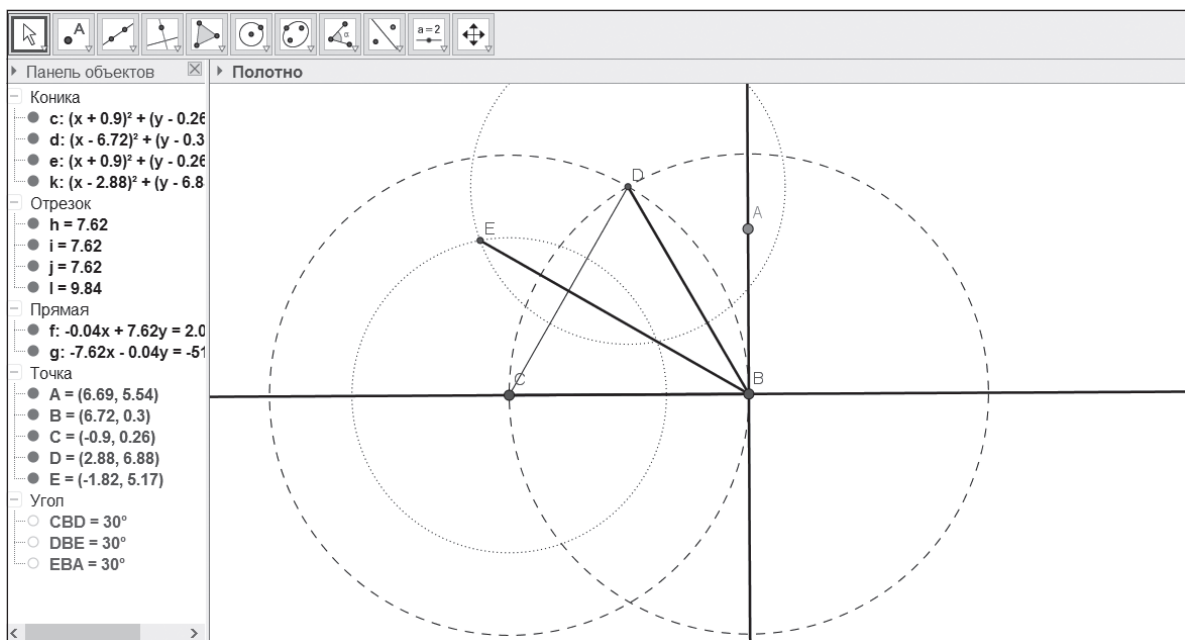 A
a=2
α
Панель объектов
Полотно
Коника
c: (x + 0.9)² + (y - 0.26
d: (x - 6.72)² + (y - 0.3
e: (x + 0.9)² + (y - 0.26
k: (x - 2.88)² + (y - 6.8
Отрезок
h = 7.62
i = 7.62
j = 7.62
l = 9.84
Прямая
f: -0.04x + 7.62y = 2.0
g: -7.62x - 0.04y = -51
Точка
A = (6.69, 5.54)
B = (6.72, 0.3)
C = (-0.9, 0.26)
D = (2.88, 6.88)
E = (-1.82, 5.17)
Угол
CBD = 30°
DBE = 30°
EBA = 30°
D
A
E
C
B